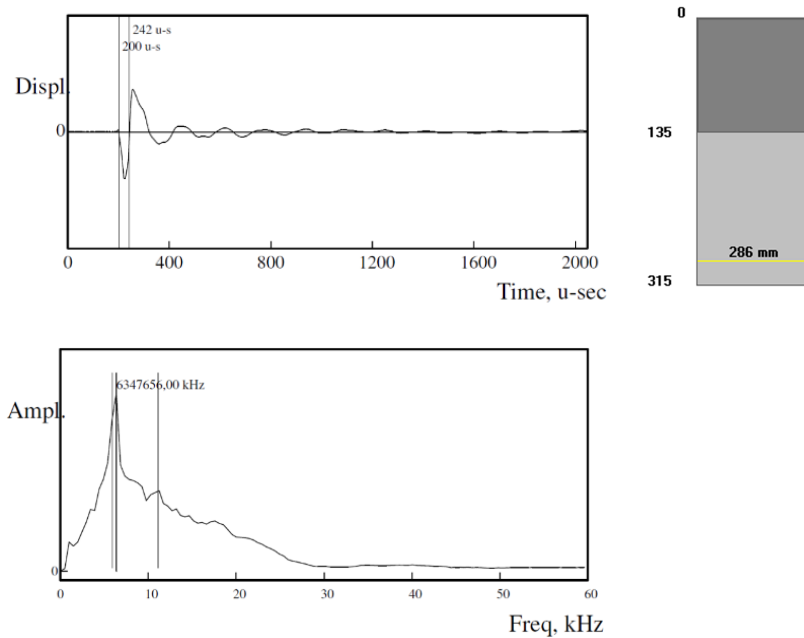 242 u-s
200 u-s
Displ.
0
0 400 800 1200 1600 2000
Time, u-sec
0
135
286 mm
315
6347656,00 kHz
Ampl.
0
0 10 20 30 40 50 60
Freq, kHz